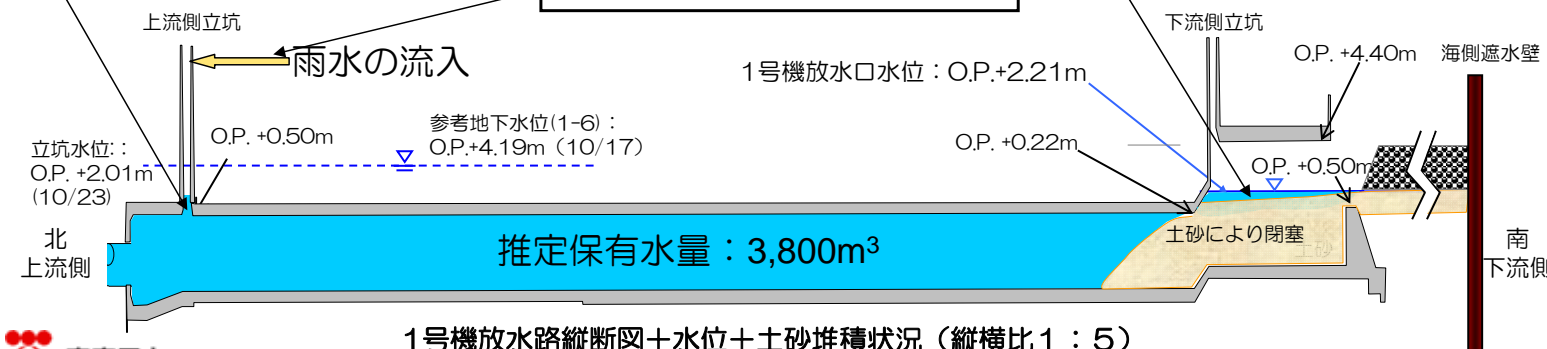 上流側立坑
雨水の流入
下流側立坑
O.P. +4.40m
海側遮水壁
1号機放水口水位：O.P.+2.21m
参考地下水位(1-6)：
O.P.+4.19m（10/17）
O.P. +0.50m
立坑水位：：
O.P. +2.01m
(10/23)
O.P. +0.22m
O.P. +0.50m
北
上流側
推定保有水量：3,800m³
土砂により閉塞
土砂
南
下流側
1号機放水路縦断図＋水位＋土砂堆積状況（縦横比1：5）